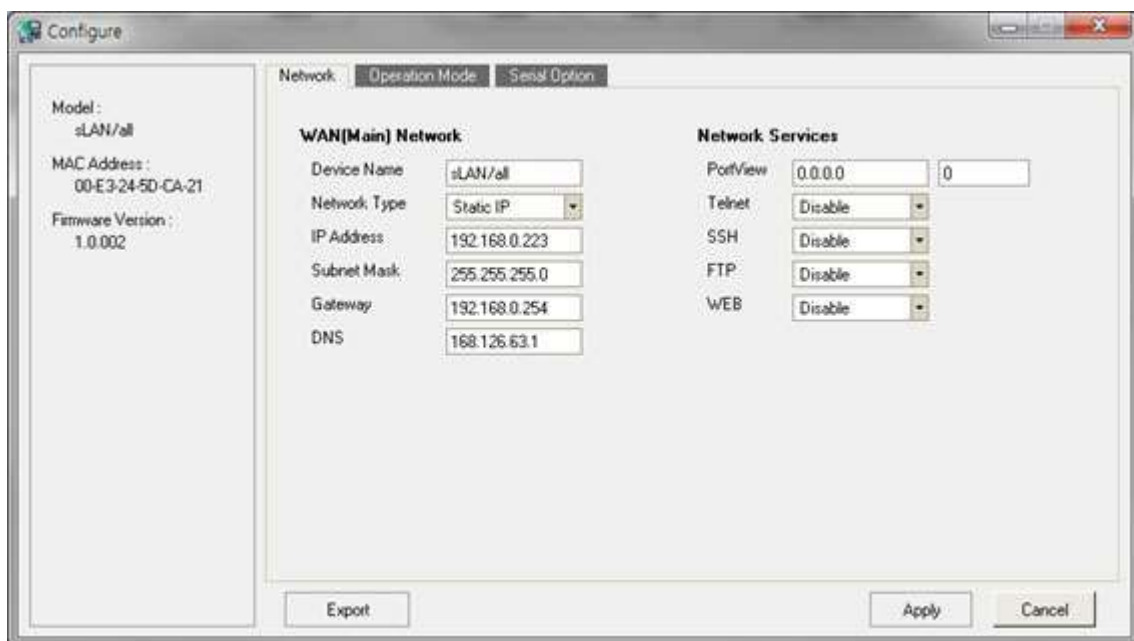 Configure
Model :
sLAN/all
MAC Address :
00-E3-24-5D-CA-21
Firmware Version :
1.0.002
Network
Operation Mode
Serial Option
WAN(Main) Network
Device Name sLAN/all
Network Type Static IP
IP Address 192.168.0.223
Subnet Mask 255.255.255.0
Gateway 192.168.0.254
DNS 168.126.63.1
Network Services
PortView 0.0.0.0 0
Telnet Disable
SSH Disable
FTP Disable
WEB Disable
Export
Apply
Cancel